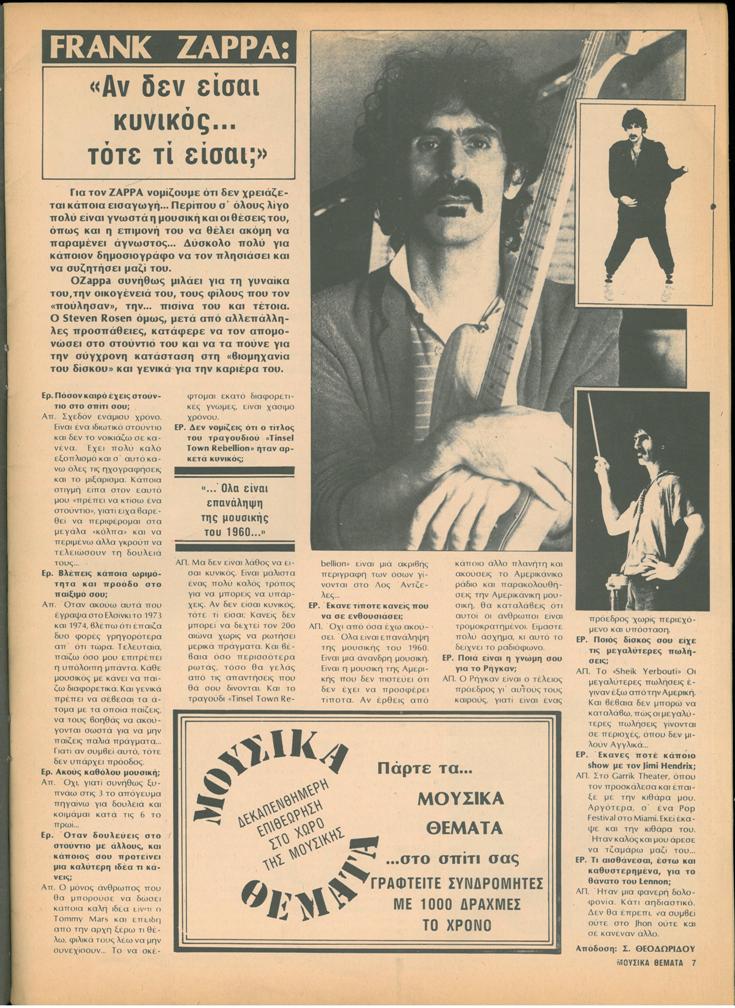 FRANK ZAPPA:
«Αν δεν είσαι
κυνικός...
τότε τί είσαι;»
Για τον ZAPPA νομίζουμε ότι δεν χρειάζε-
ται κάποια εισαγωγή... Περίπου σ' όλους λίγο
πολύ είναι γνωστά η μουσική και οι θέσεις του,
όπως και η επιμονή του να θέλει ακόμη να
παραμένει άγνωστος... Δύσκολο πολύ για
κάποιον δημοσιογράφο να τον πλησιάσει και
να συζητήσει μαζί του.
Ο Zappa συνήθως μιλάει για τη γυναίκα
του, την οικογένειά του, τους φίλους που τον
«πούλησαν», την... πισίνα του και τέτοια.
Ο Steven Rosen όμως, μετά από αλλεπάλλη-
λες προσπάθειες, κατάφερε να τον απομο-
νώσει στο στούντιό του και να τα πούνε για
την σύγχρονη κατάσταση στη «βιομηχανία
του δίσκου» και γενικά για την καριέρα του.
Ερ. Πόσον καιρό έχεις στούν-
τιο στο σπίτι σου;
Απ. Σχεδόν ενάμιου χρόνο.
Είναι ένα ιδιωτικό στούντιο
και δεν το νοικιάζω σε κα-
νένα. Έχει πολύ καλό
εξοπλισμό και σ' αυτό κά-
νω όλες τις ηχογραφήσεις
και το μιξάρισμα. Κάποια
στιγμή είπα στον εαυτό
μου «πρέπει να κτίσω ένα
στούντιο», γιατί είχα βαρε-
θεί να περιφέρομαι στα
μεγάλα «κόλπα» και να
περιμένω άλλα γκρούπ να
τελειώσουν τη δουλειά
τους...
Ερ. Βλέπεις κάποια ωριμό-
τητα και πρόοδο στο
παίξιμό σου;
Απ. Όταν ακούω αυτά που
έγραψα στο Ελσίνκι το 1973
και 1974, βλέπω ότι έπαιζα
δυο φορές γρηγορότερα
απ' ότι τώρα. Τελευταία,
παίζω όσο μου επιτρέπει
η υπόλοιπη μπάντα. Κάθε
μουσικός με κάνει να παί-
ζω διαφορετικά. Και γενικά
πρέπει να σέβεσαι τα ά-
τομα με τα οποία παίζεις,
να τους βοηθάς να ακού-
γονται σωστά για να μην
παίζεις παλιά πράγματα...
Γιατί αν συμβεί αυτό, τότε
δεν υπάρχει πρόοδος.
Ερ. Ακούς καθόλου μουσική;
Απ. Όχι, γιατί συνήθως ξυ-
πνάω στις 3 το απόγευμα
πηγαίνω για δουλειά και
κοιμάμαι κατά τις 6 το
πρωί...
Ερ. Όταν δουλεύεις στο
στούντιο με άλλους, και
κάποιος σου προτείνει
μια καλύτερη ιδέα τι κά-
νεις;
Απ. Ο μόνος άνθρωπος που
θα μπορούσε να δώσει
κάποια καλή ιδέα είναι ο
Tommy Mars και επειδή
απ' την αρχή ξέρω τι θέ-
λω, φιλικά τους λέω να μην
συνεχίσουν... Το να σκέ-
φτομαι εκατό διαφορετι-
κές γνώμες, είναι χάσιμο
χρόνου.
ΕΡ. Δεν νομίζεις ότι ο τίτλος
του τραγουδιού «Tinsel
Town Rebellion» ήταν αρ-
κετά κυνικός;
«... Όλα είναι
επανάληψη
της μουσικής
του 1960...»
ΑΠ. Μα δεν είναι λάθος να εί-
σαι κυνικός. Είναι μάλιστα
ένας πολύ καλός τρόπος
για να μπορείς να υπάρ-
χεις. Αν δεν είσαι κυνικός,
τότε τι είσαι; Κανείς δεν
μπορεί να δεχτεί τον 20ο
αιώνα χωρίς να ρωτήσει
μερικά πράγματα. Και βέ-
βαια όσο περισσότερα
ρωτάς, τόσο θα γελάς
από τις απαντήσεις που
θα σου δίνονται. Και το
τραγούδι «Tinsel Town Re-
bellion» είναι μιά ακριβής
περιγραφή των όσων γί-
νονται στο Λος Άντζε-
λες...
ΕΡ. Έκανε τίποτε κανείς που
να σε ενθουσίασε;
ΑΠ. Όχι από όσα έχω ακού-
σει. Όλα είναι επανάληψη
της μουσικής του 1960.
Είναι μια άνανδρη μουσική.
Είναι η μουσική της Αμερι-
κής που δεν πιστεύει ότι
δεν έχει να προσφέρει
τίποτα. Αν έρθεις από
κάποιο άλλο πλανήτη και
ακούσεις το Αμερικάνικο
ράδιο και παρακολουθή-
σεις την Αμερικάνικη μου-
σική, θα καταλάβεις ότι
αυτοί οι άνθρωποι είναι
τρομοκρατημένοι. Είμαστε
πολύ άσχημα, κι αυτό το
δείχνει το ραδιόφωνο.
ΕΡ. Ποια είναι η γνώμη σου
για το Ρήγκαν;
ΑΠ. Ο Ρήγκαν είναι ο τέλειος
πρόεδρος γι' αυτούς τους
καιρούς, γιατί είναι ένας
πρόεδρος χωρίς περιεχό-
μενο και υπόσταση.
ΕΡ. Ποιός δίσκος σου είχε
τις μεγαλύτερες πωλή-
σεις;
ΑΠ. Το «Sheik Yerbouti» Οι
μεγαλύτερες πωλήσεις έ-
γιναν έξω από την Αμερική.
Και βέβαια δεν μπορώ να
καταλάβω, πώς οι μεγαλύ-
τερες πωλήσεις γίνονται
σε περιοχές, όπου δεν μι-
λούν Αγγλικά...
ΕΡ. Έκανες ποτέ κάποιο
show με τον Jimi Hendrix;
ΑΠ. Στο Garrik Theater, όπου
τον προσκάλεσα και έπαι-
ξε με την κιθάρα μου.
Αργότερα, σ' ένα Pop
Festival στο Miami. Εκεί έκα-
ψε και την κιθάρα του.
Ήταν καλός και μου άρεσε
να τζαμάρω μαζί του...
ΕΡ. Τι αισθάνεσαι, έστω και
καθυστερημένα, για το
θάνατο του Lennon;
ΑΠ. Ήταν μια φανερή δολο-
φονία. Κάτι αηδιαστικό.
Δεν θα έπρεπε να συμβεί
ούτε στο Jhon ούτε και
σε κανέναν άλλο.
Απόδοση: Σ. ΘΕΟΔΩΡΙΔΟΥ
ΜΟΥΣΙΚΑ
ΔΕΚΑΠΕΝΘΗΜΕΡΗ
ΕΠΙΘΕΩΡΗΣΗ
ΣΤΟ ΧΩΡΟ
ΤΗΣ ΜΟΥΣΙΚΗΣ
ΘΕΜΑΤΑ
Πάρτε τα...
ΜΟΥΣΙΚΑ
ΘΕΜΑΤΑ
...στο σπίτι σας
ΓΡΑΦΤΕΙΤΕ ΣΥΝΔΡΟΜΗΤΕΣ
ΜΕ 1000 ΔΡΑΧΜΕΣ
ΤΟ ΧΡΟΝΟ
ΜΟΥΣΙΚΑ ΘΕΜΑΤΑ 7